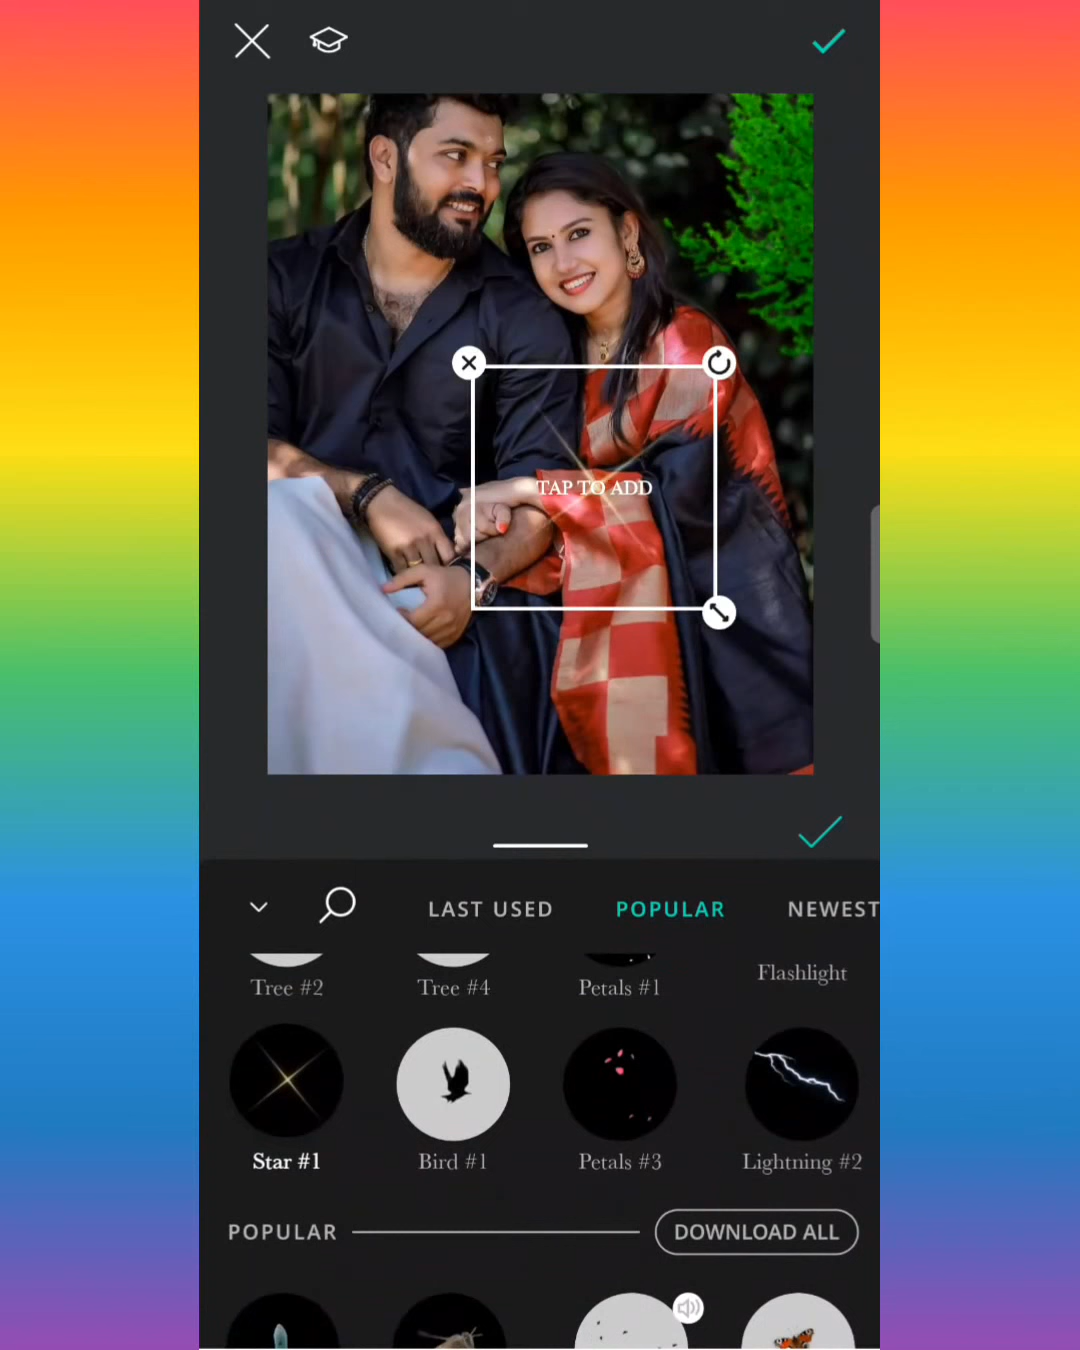 TAP TO ADD
LAST USED POPULAR NEWEST
Tree #2 Tree #4 Petals #1 Flashlight
Star #1 Bird #1 Petals #3 Lightning #2
POPULAR DOWNLOAD ALL